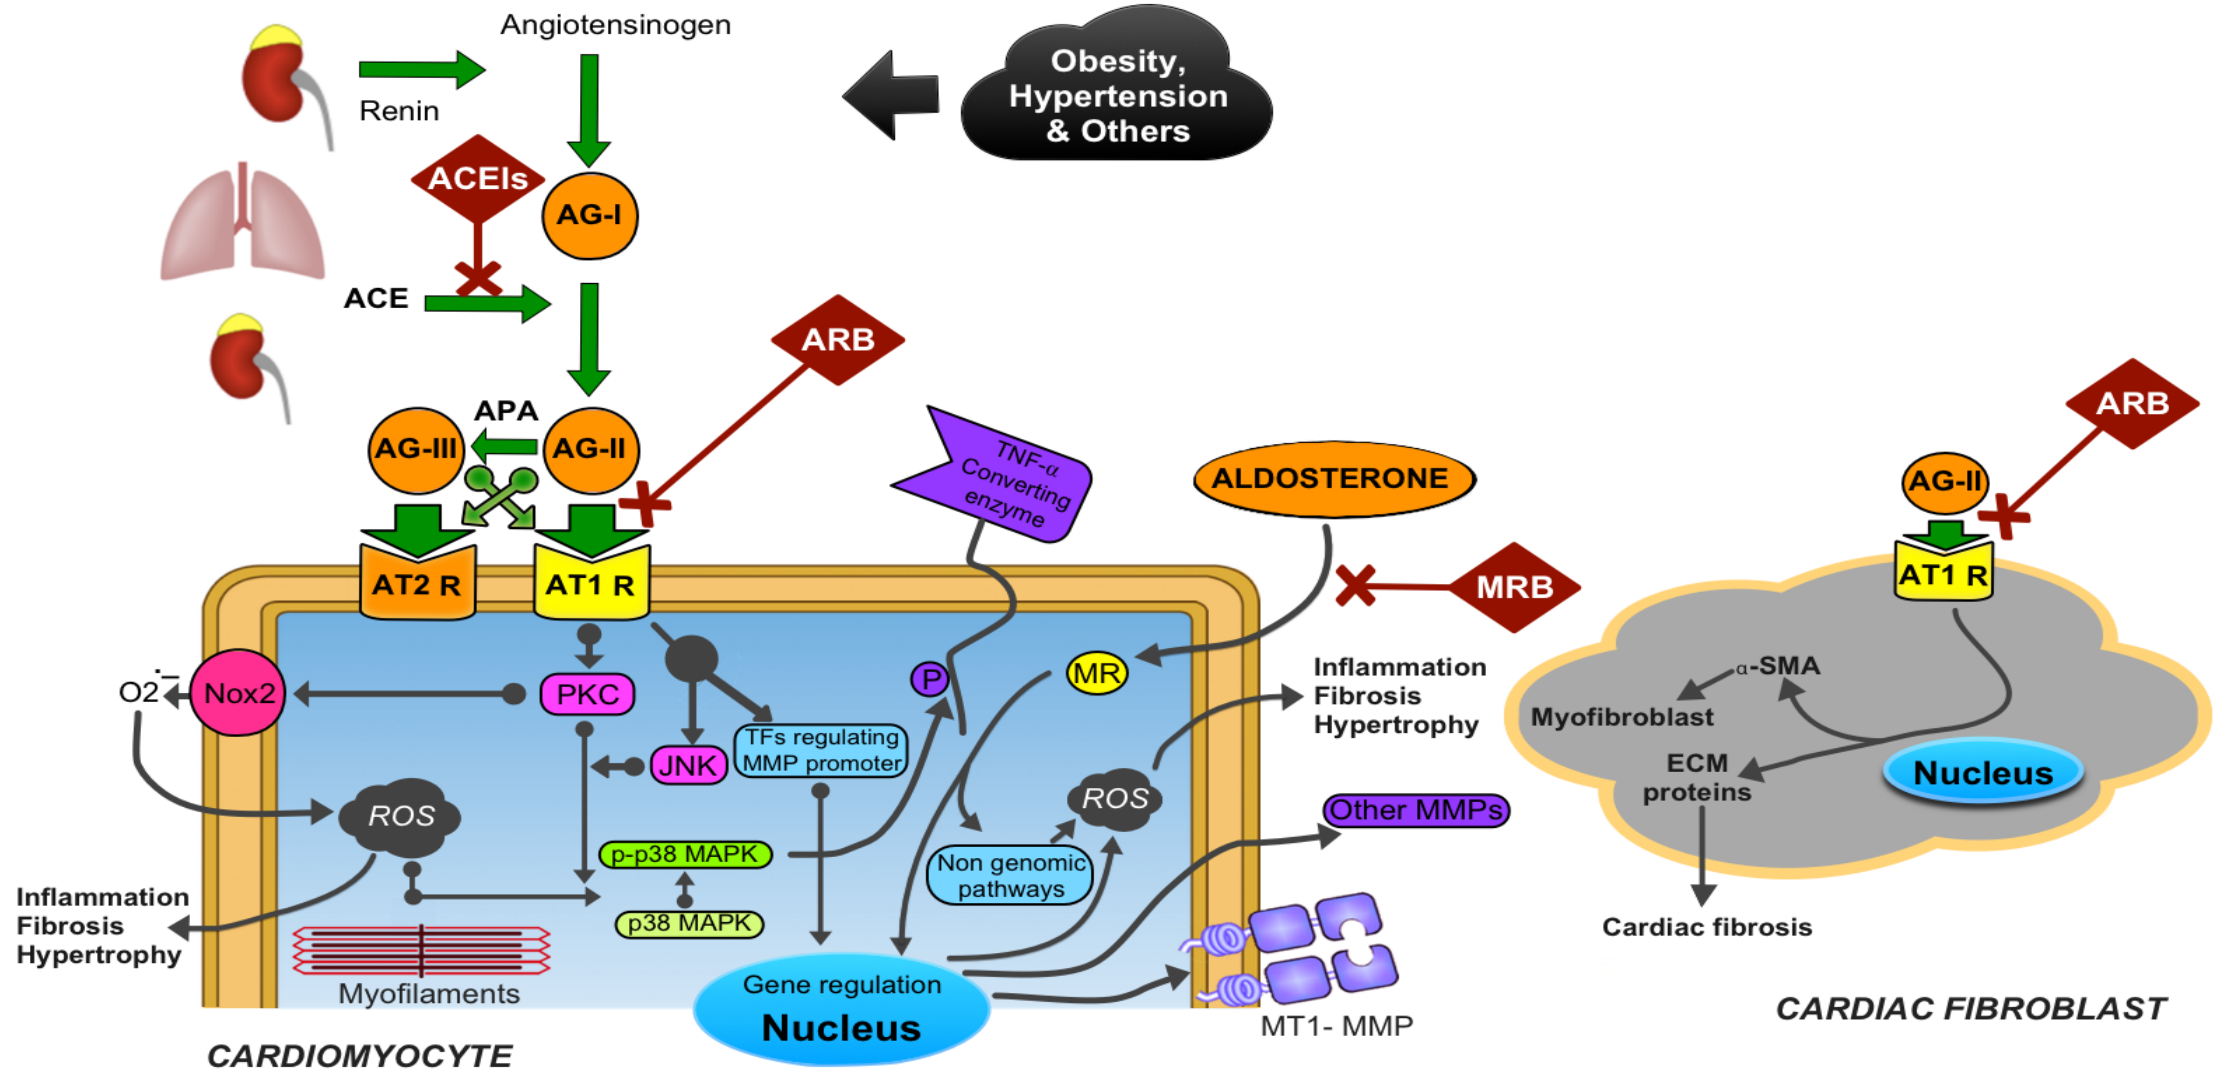 Angiotensinogen
Obesity,
Hypertension
& Others
Renin
ACEIs
AG-I
ACE
ARB
APA
AG-III
AG-II
TNF-α
Converting
enzyme
ALDOSTERONE
ARB
AG-II
AT2 R
AT1 R
MRB
AT1 R
O2·–
Nox2
PKC
P
MR
Inflammation
Fibrosis
Hypertrophy
α-SMA
Myofibroblast
JNK
TFs regulating
MMP promoter
ECM
proteins
Nucleus
ROS
ROS
Other MMPs
p-p38 MAPK
Non genomic
pathways
p38 MAPK
Inflammation
Fibrosis
Hypertrophy
Cardiac fibrosis
Myofilaments
Gene regulation
Nucleus
MT1- MMP
CARDIAC FIBROBLAST
CARDIOMYOCYTE